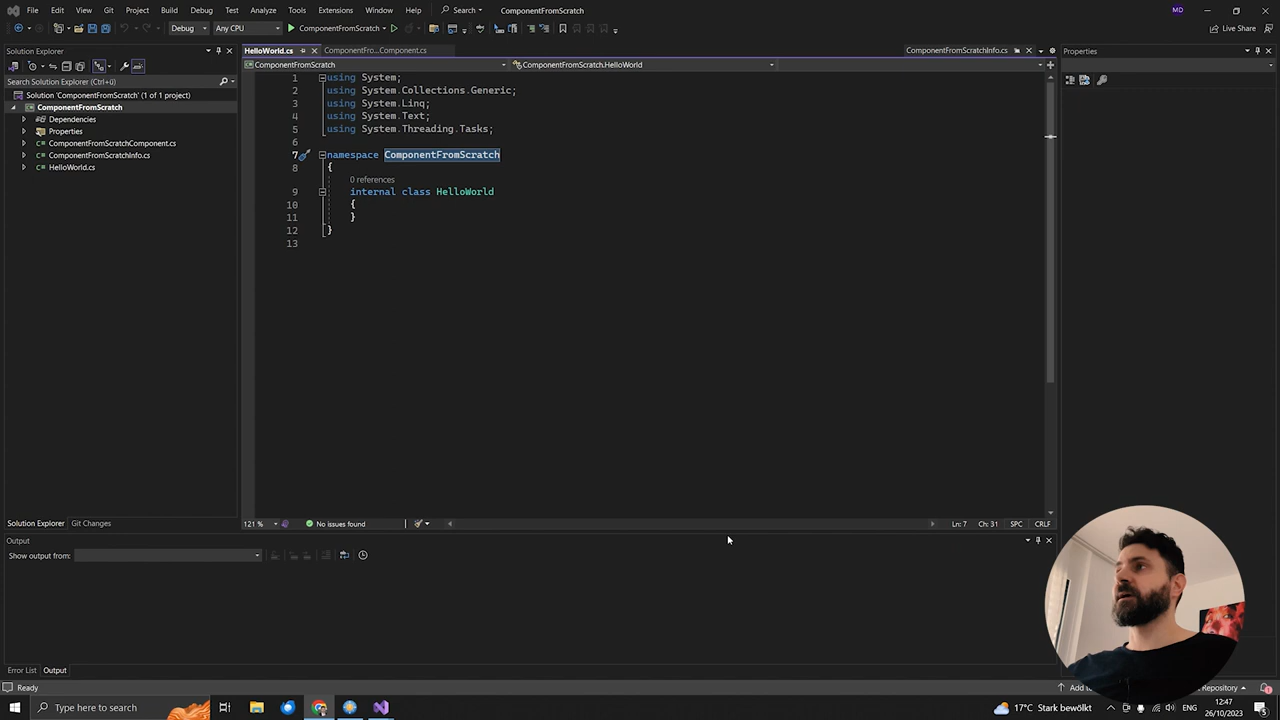 File Edit View Git Project Build Debug Test Analyze Tools Extensions Window Help Search ComponentFromScratch MD
Debug Any CPU ComponentFromScratch Live Share
Solution Explorer
HelloWorld.cs ComponentFro...Component.cs ComponentFromScratchInfo.cs
Properties
ComponentFromScratch ComponentFromScratch.HelloWorld
Search Solution Explorer (Ctrl+ü)
Solution 'ComponentFromScratch' (1 of 1 project)
ComponentFromScratch
Dependencies
Properties
ComponentFromScratchComponent.cs
ComponentFromScratchInfo.cs
HelloWorld.cs
1 using System;
2 using System.Collections.Generic;
3 using System.Linq;
4 using System.Text;
5 using System.Threading.Tasks;
6
7 namespace ComponentFromScratch
8 {
0 references
9 internal class HelloWorld
10 {
11 }
12 }
13
Solution Explorer Git Changes
121 % No issues found Ln: 7 Ch: 31 SPC CRLF
Output
Show output from:
Error List Output
Ready Add to Repository
Type here to search 17°C Stark bewölkt 12:47
26/10/2023